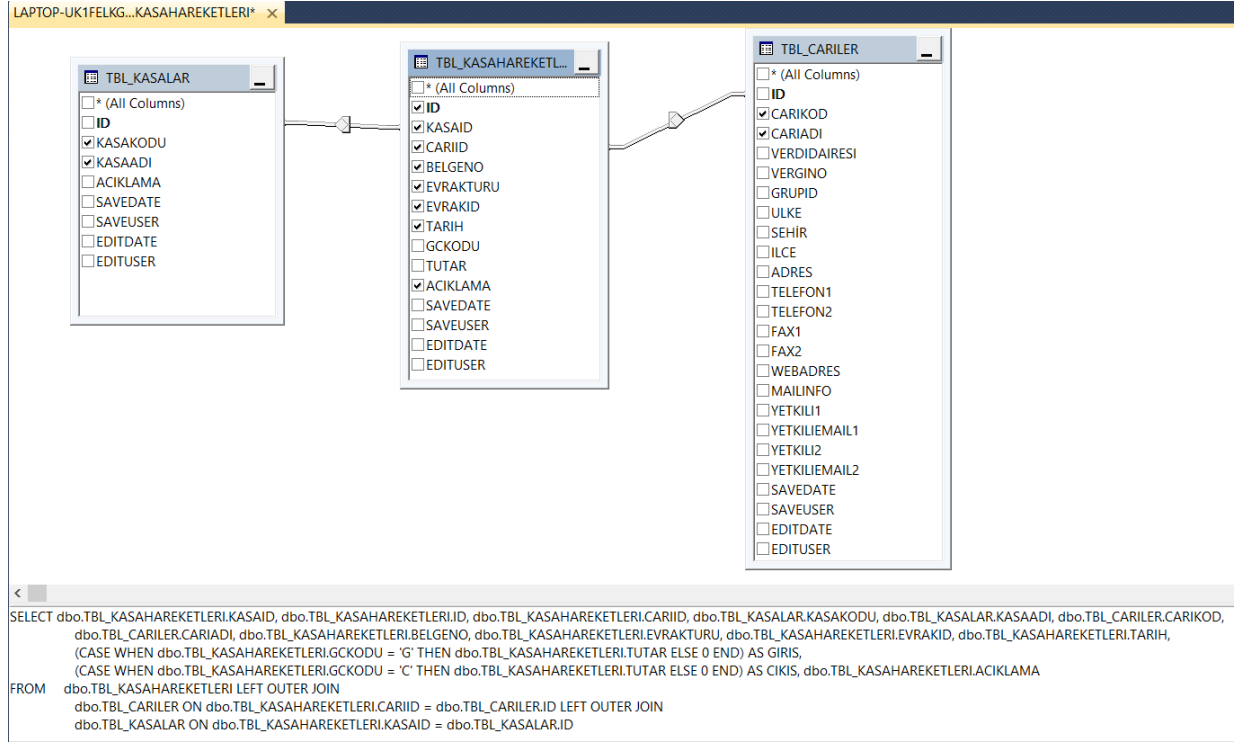 LAPTOP-UK1FELKG...KASAHAREKETLERI*
TBL_KASALAR
* (All Columns)
ID
KASAKODU
KASAADI
ACIKLAMA
SAVEDATE
SAVEUSER
EDITDATE
EDITUSER
TBL_KASAHAREKETL...
* (All Columns)
ID
KASAID
CARIID
BELGENO
EVRAKTURU
EVRAKID
TARIH
GCKODU
TUTAR
ACIKLAMA
SAVEDATE
SAVEUSER
EDITDATE
EDITUSER
TBL_CARILER
* (All Columns)
ID
CARIKOD
CARIADI
VERDIDAIRESI
VERGINO
GRUPID
ULKE
SEHİR
ILCE
ADRES
TELEFON1
TELEFON2
FAX1
FAX2
WEBADRES
MAILINFO
YETKILI1
YETKILIEMAIL1
YETKILI2
YETKILIEMAIL2
SAVEDATE
SAVEUSER
EDITDATE
EDITUSER
SELECT dbo.TBL_KASAHAREKETLERI.KASAID, dbo.TBL_KASAHAREKETLERI.ID, dbo.TBL_KASAHAREKETLERI.CARIID, dbo.TBL_KASALAR.KASAKODU, dbo.TBL_KASALAR.KASAADI, dbo.TBL_CARILER.CARIKOD,
dbo.TBL_CARILER.CARIADI, dbo.TBL_KASAHAREKETLERI.BELGENO, dbo.TBL_KASAHAREKETLERI.EVRAKTURU, dbo.TBL_KASAHAREKETLERI.EVRAKID, dbo.TBL_KASAHAREKETLERI.TARIH,
(CASE WHEN dbo.TBL_KASAHAREKETLERI.GCKODU = 'G' THEN dbo.TBL_KASAHAREKETLERI.TUTAR ELSE 0 END) AS GIRIS,
(CASE WHEN dbo.TBL_KASAHAREKETLERI.GCKODU = 'C' THEN dbo.TBL_KASAHAREKETLERI.TUTAR ELSE 0 END) AS CIKIS, dbo.TBL_KASAHAREKETLERI.ACIKLAMA
FROM dbo.TBL_KASAHAREKETLERI LEFT OUTER JOIN
dbo.TBL_CARILER ON dbo.TBL_KASAHAREKETLERI.CARIID = dbo.TBL_CARILER.ID LEFT OUTER JOIN
dbo.TBL_KASALAR ON dbo.TBL_KASAHAREKETLERI.KASAID = dbo.TBL_KASALAR.ID